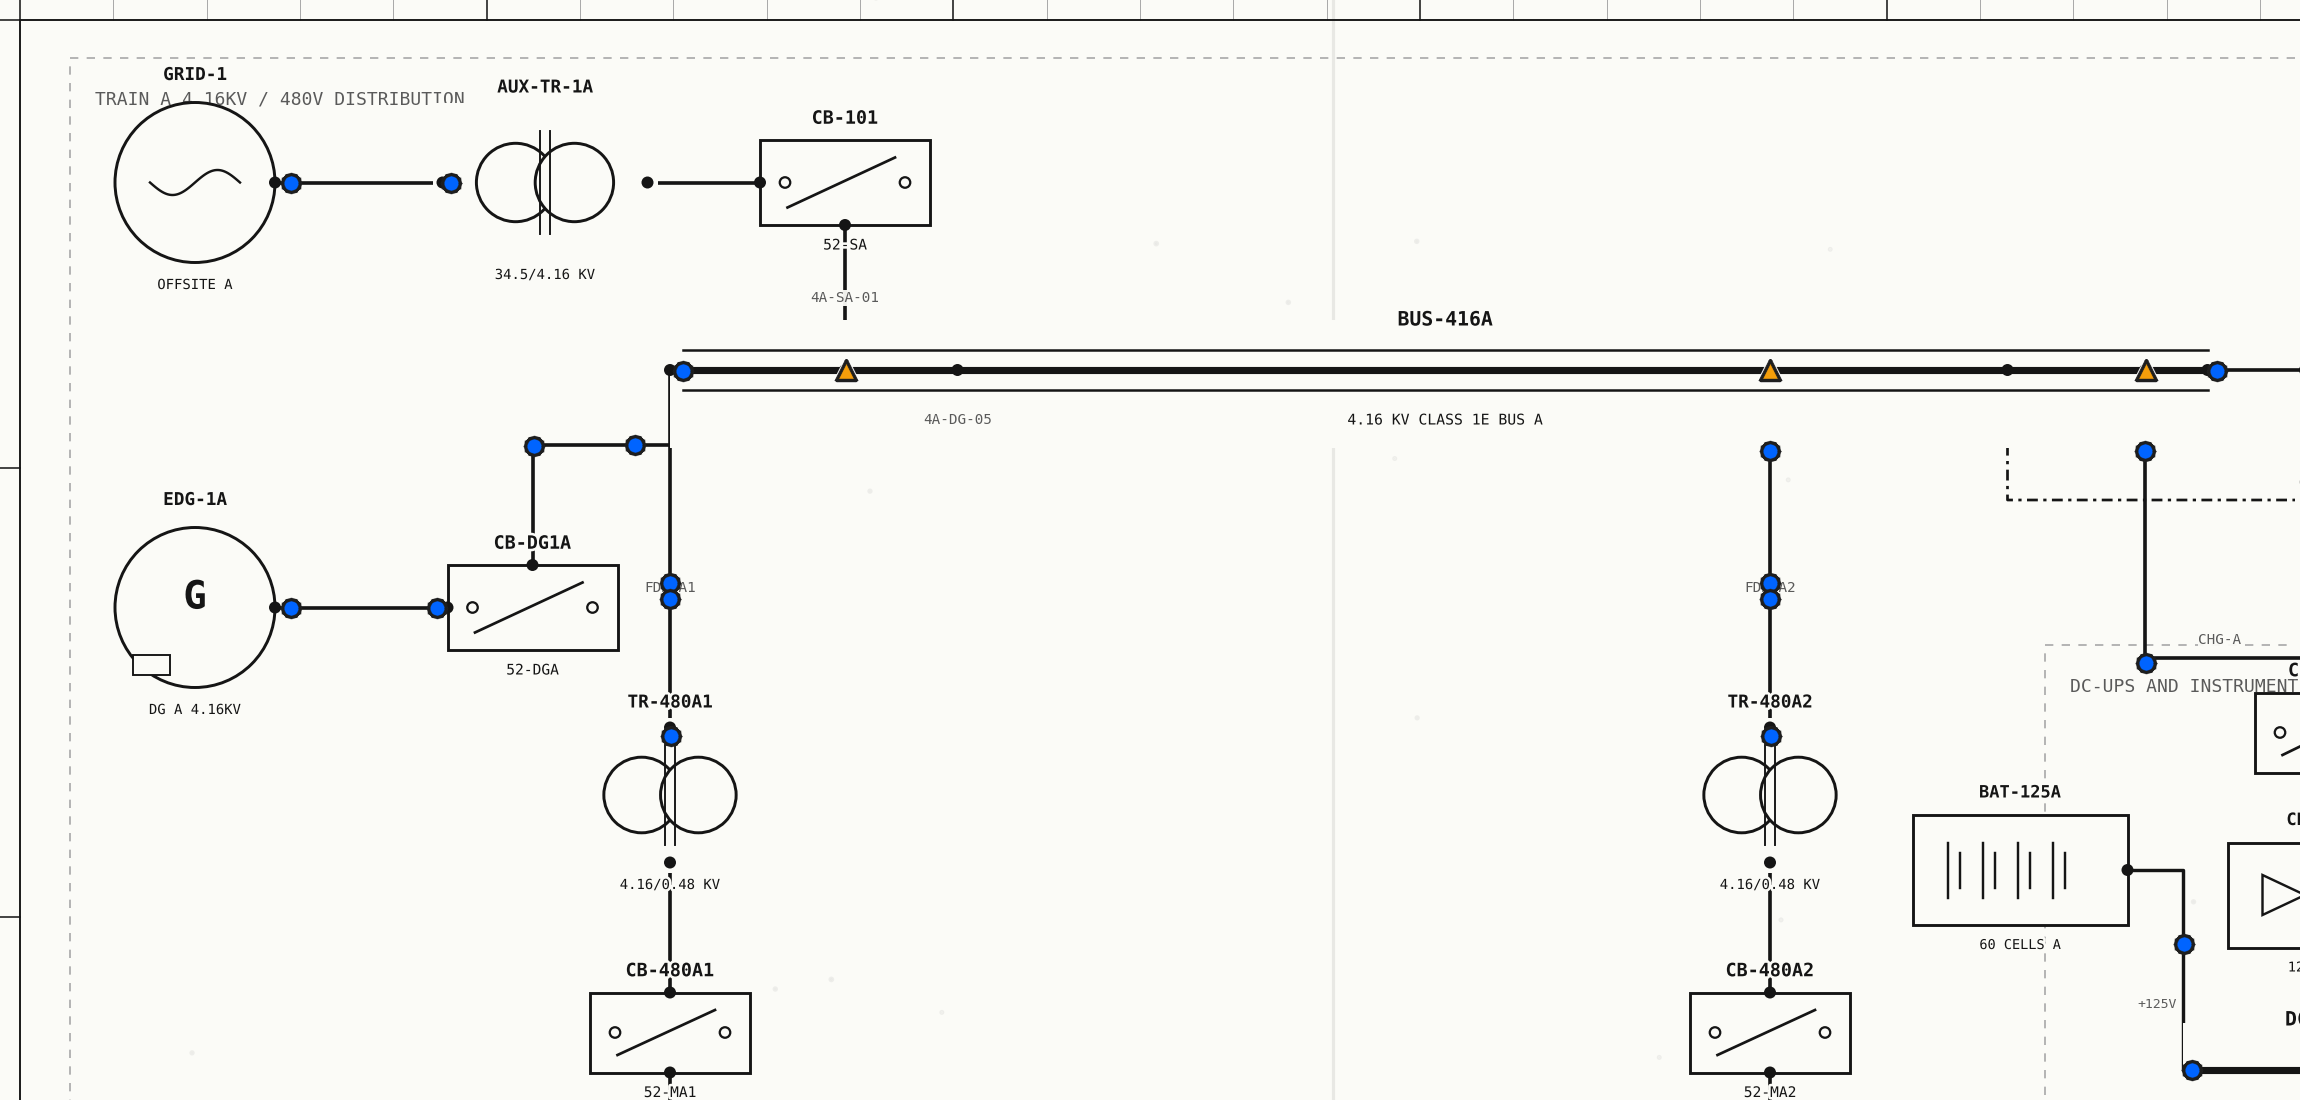 GRID-1
TRAIN A 4.16KV / 480V DISTRIBUTION
AUX-TR-1A
CB-101
52-SA
34.5/4.16 KV
OFFSITE A
4A-SA-01
BUS-416A
4A-DG-05
4.16 KV CLASS 1E BUS A
EDG-1A
CB-DG1A
G
52-DGA
DG A 4.16KV
CHG-A
DC-UPS AND INSTRUMENT
TR-480A1
TR-480A2
BAT-125A
4.16/0.48 KV
4.16/0.48 KV
60 CELLS A
CB-480A1
CB-480A2
+125V
52-MA1
52-MA2